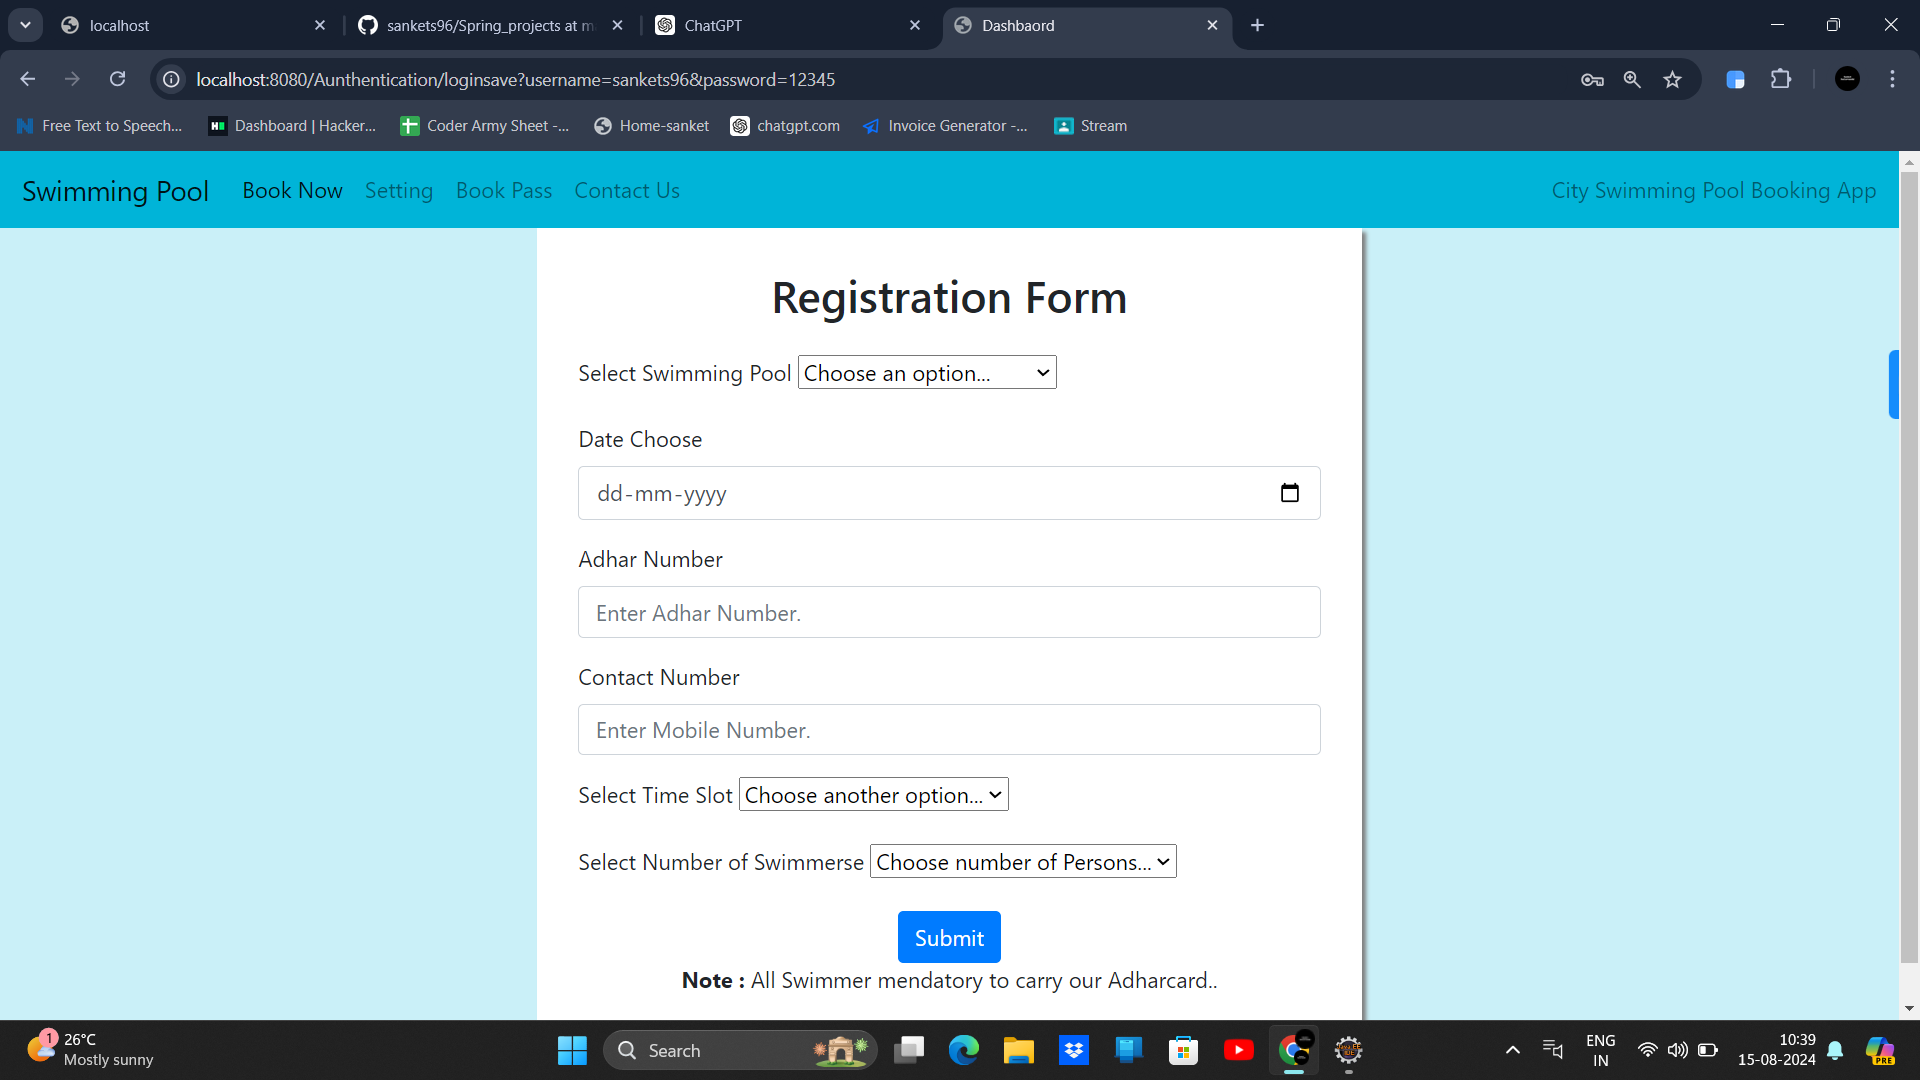 localhost
sankets96/Spring_projects at m
ChatGPT
Dashbaord
localhost:8080/Aunthentication/loginsave?username=sankets96&password=12345
Free Text to Speech...
Dashboard | Hacker...
Coder Army Sheet -...
Home-sanket
chatgpt.com
Invoice Generator -...
Stream
Swimming Pool
Book Now
Setting
Book Pass
Contact Us
City Swimming Pool Booking App
Registration Form
Select Swimming Pool Choose an option...
Date Choose
dd-mm-yyyy
Adhar Number
Enter Adhar Number.
Contact Number
Enter Mobile Number.
Select Time Slot Choose another option...
Select Number of Swimmerse Choose number of Persons...
Submit
Note : All Swimmer mendatory to carry our Adharcard..
1
26°C
Mostly sunny
Search
ENG
IN
10:39
15-08-2024
PRE